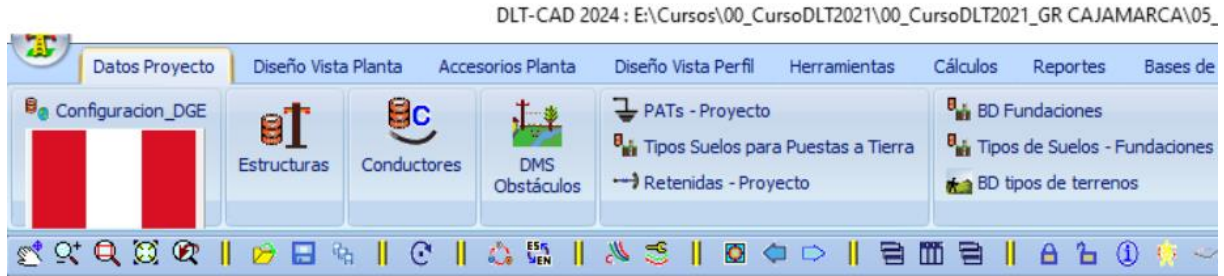 DLT-CAD 2024 : E:\Cursos\00_CursoDLT2021\00_CursoDLT2021_GR CAJAMARCA\05_
Datos Proyecto Diseño Vista Planta Accesorios Planta Diseño Vista Perfil Herramientas Cálculos Reportes Bases de
Configuracion_DGE
Estructuras
C
Conductores
DMS
Obstáculos
PATs - Proyecto
Tipos Suelos para Puestas a Tierra
Retenidas - Proyecto
BD Fundaciones
Tipos de Suelos - Fundaciones
BD tipos de terrenos
ES
EN